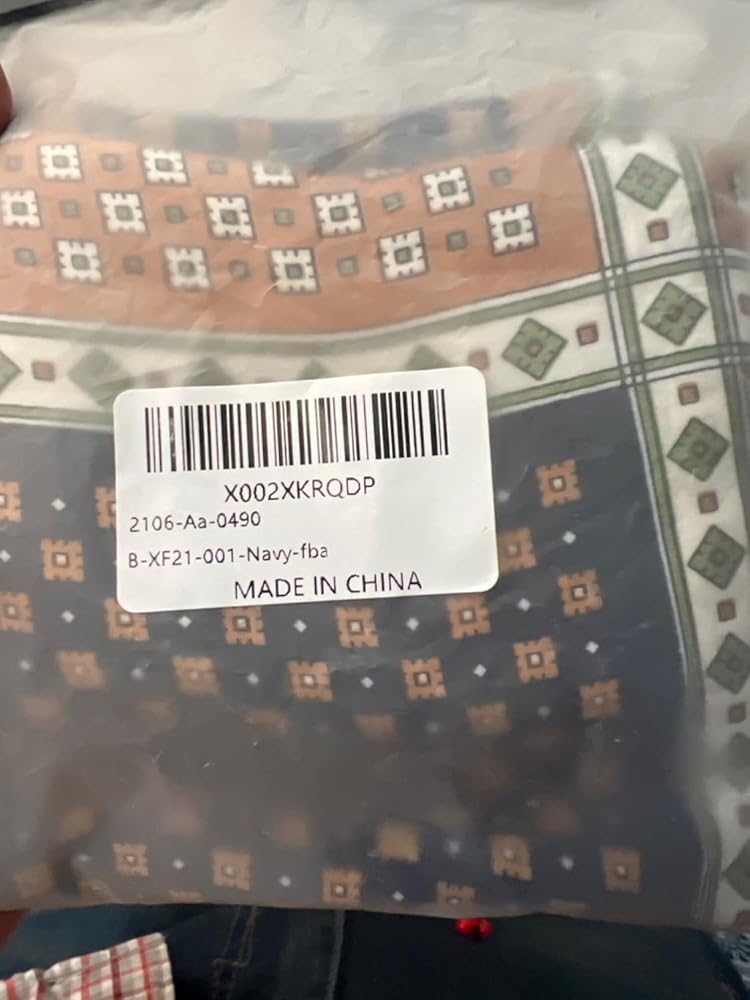 X002XKRQDP
2106-Aa-0490
B-XF21-001-Navy-fba
MADE IN CHINA